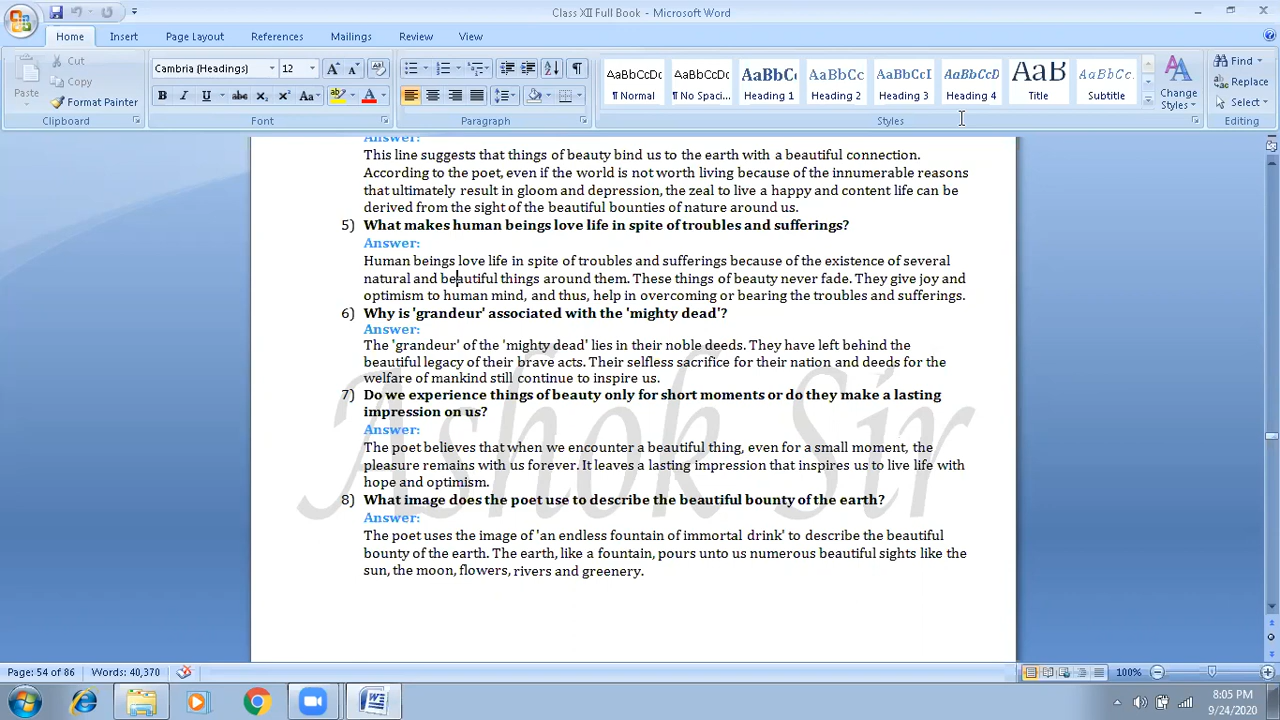 Class XII Full Book - Microsoft Word
Home Insert Page Layout References Mailings Review View
Cut
Copy
Format Painter
Paste
Clipboard
Cambria (Headings) 12
Font
Paragraph
AaBbCcDc AaBbCcDc AaBbC AaBbCc AaBbCcI AaBbCcD AaB AaBbCc.
¶ Normal ¶ No Spaci... Heading 1 Heading 2 Heading 3 Heading 4 Title Subtitle
Change Styles
Styles
Find
Replace
Select
Editing
Answer:
This line suggests that things of beauty bind us to the earth with a beautiful connection.
According to the poet, even if the world is not worth living because of the innumerable reasons
that ultimately result in gloom and depression, the zeal to live a happy and content life can be
derived from the sight of the beautiful bounties of nature around us.
5) What makes human beings love life in spite of troubles and sufferings?
Answer:
Human beings love life in spite of troubles and sufferings because of the existence of several
natural and beautiful things around them. These things of beauty never fade. They give joy and
optimism to human mind, and thus, help in overcoming or bearing the troubles and sufferings.
6) Why is 'grandeur' associated with the 'mighty dead'?
Answer:
The 'grandeur' of the 'mighty dead' lies in their noble deeds. They have left behind the
beautiful legacy of their brave acts. Their selfless sacrifice for their nation and deeds for the
welfare of mankind still continue to inspire us.
7) Do we experience things of beauty only for short moments or do they make a lasting
impression on us?
Answer:
The poet believes that when we encounter a beautiful thing, even for a small moment, the
pleasure remains with us forever. It leaves a lasting impression that inspires us to live life with
hope and optimism.
8) What image does the poet use to describe the beautiful bounty of the earth?
Answer:
The poet uses the image of 'an endless fountain of immortal drink' to describe the beautiful
bounty of the earth. The earth, like a fountain, pours unto us numerous beautiful sights like the
sun, the moon, flowers, rivers and greenery.
Ashok Sir
Page: 54 of 86 Words: 40,370 100%
8:05 PM
9/24/2020